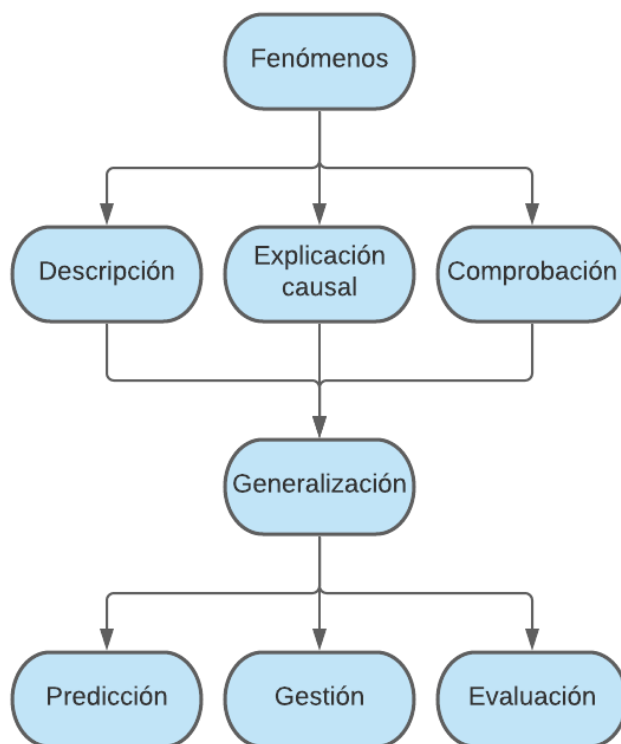 Fenómenos
Descripción
Explicación
causal
Comprobación
Generalización
Predicción
Gestión
Evaluación